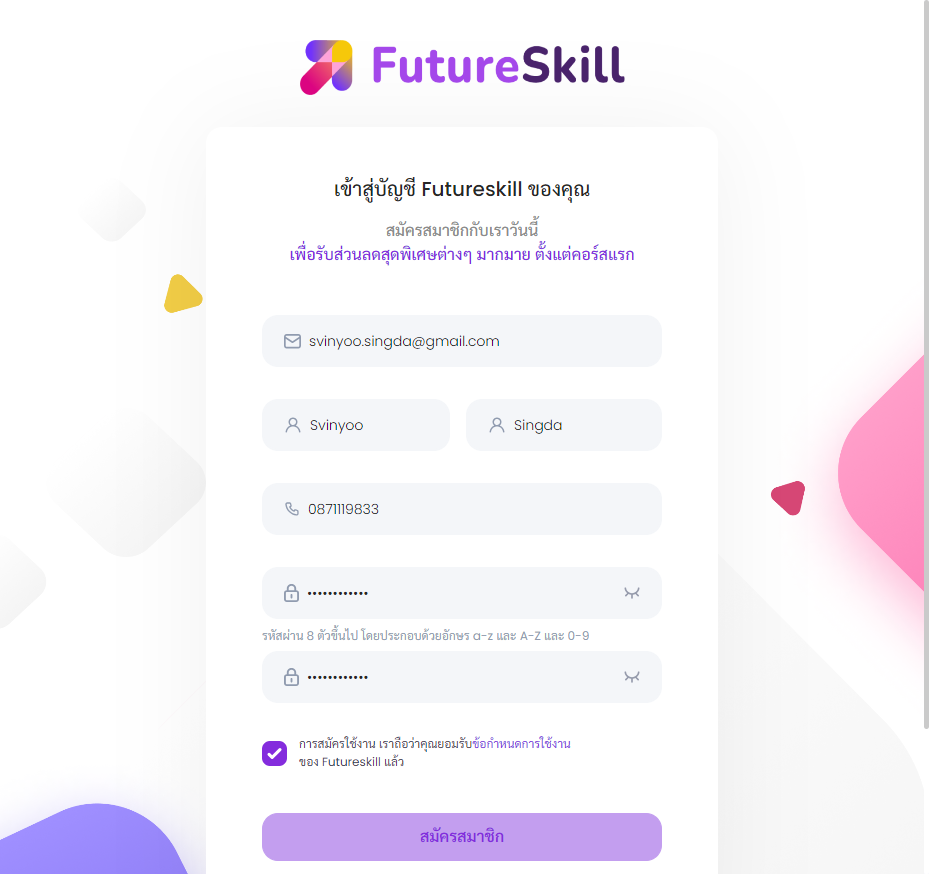 FutureSkill
เข้าสู่บัญชี Futureskill ของคุณ
สมัครสมาชิกกับเราวันนี้
เพื่อรับส่วนลดสุดพิเศษต่างๆ มากมาย ตั้งแต่คอร์สแรก
svinyoo.singda@gmail.com
Svinyoo
Singda
0871119833
••••••••••••
รหัสผ่าน 8 ตัวขึ้นไป โดยประกอบด้วยอักษร a-z และ A-Z และ 0-9
••••••••••••
การสมัครใช้งาน เราถือว่าคุณยอมรับข้อกำหนดการใช้งาน
ของ Futureskill แล้ว
สมัครสมาชิก